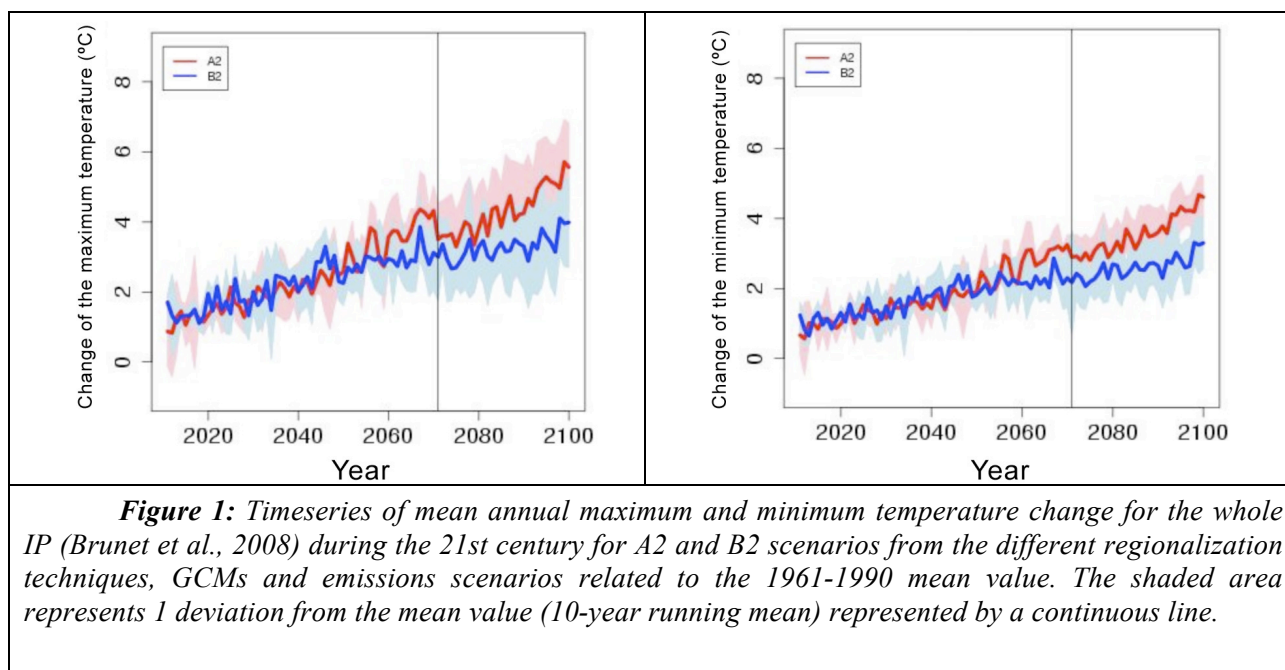 Change of the maximum temperature (ºC)
8
6
4
2
0
A2
B2
2020 2040 2060 2080 2100
Year
Change of the minimum temperature (ºC)
8
6
4
2
0
A2
B2
2020 2040 2060 2080 2100
Year
Figure 1: Timeseries of mean annual maximum and minimum temperature change for the whole
IP (Brunet et al., 2008) during the 21st century for A2 and B2 scenarios from the different regionalization
techniques, GCMs and emissions scenarios related to the 1961-1990 mean value. The shaded area
represents 1 deviation from the mean value (10-year running mean) represented by a continuous line.